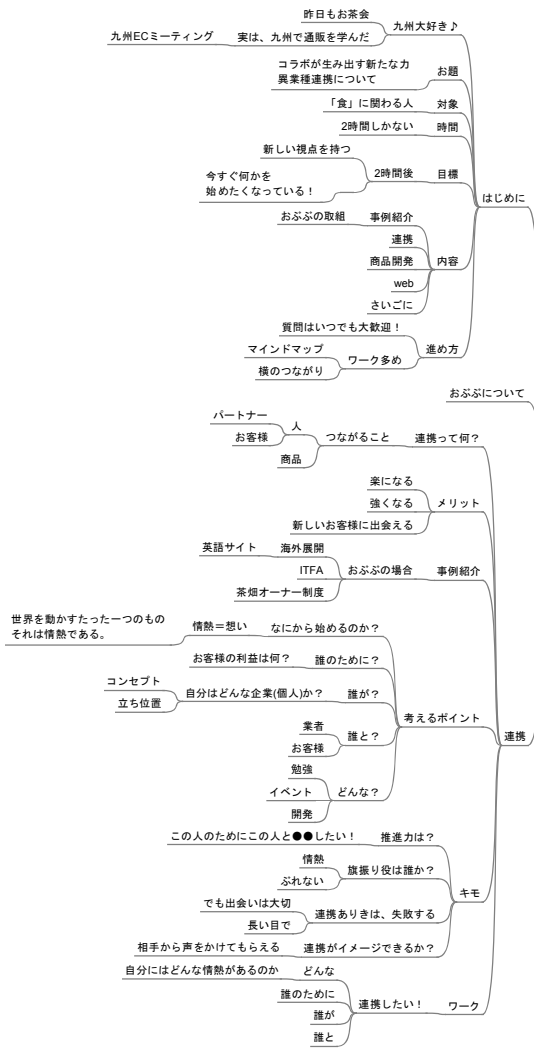 はじめに
九州大好き♪
昨日もお茶会
実は、九州で通販を学んだ
九州ECミーティング
お題
コラボが生み出す新たな力
異業種連携について
対象
「食」に関わる人
時間
2時間しかない
目標
2時間後
新しい視点を持つ
今すぐ何かを
始めたくなっている！
内容
事例紹介
おぶぶの取組
連携
商品開発
web
さいごに
進め方
質問はいつでも大歓迎！
ワーク多め
マインドマップ
横のつながり
おぶぶについて
連携
連携って何？
つながること
人
パートナー
お客様
商品
メリット
楽になる
強くなる
新しいお客様に出会える
事例紹介
おぶぶの場合
海外展開
英語サイト
ITFA
茶畑オーナー制度
考えるポイント
なにから始めるのか？
情熱＝想い
世界を動かすたった一つのもの
それは情熱である。
誰のために？
お客様の利益は何？
誰が？
自分はどんな企業(個人)か？
コンセプト
立ち位置
誰と？
業者
お客様
どんな？
勉強
イベント
開発
キモ
推進力は？
この人のためにこの人と●●したい！
旗振り役は誰か？
情熱
ぶれない
連携ありきは、失敗する
でも出会いは大切
長い目で
連携がイメージできるか？
相手から声をかけてもらえる
ワーク
連携したい！
どんな
自分にはどんな情熱があるのか
誰のために
誰が
誰と